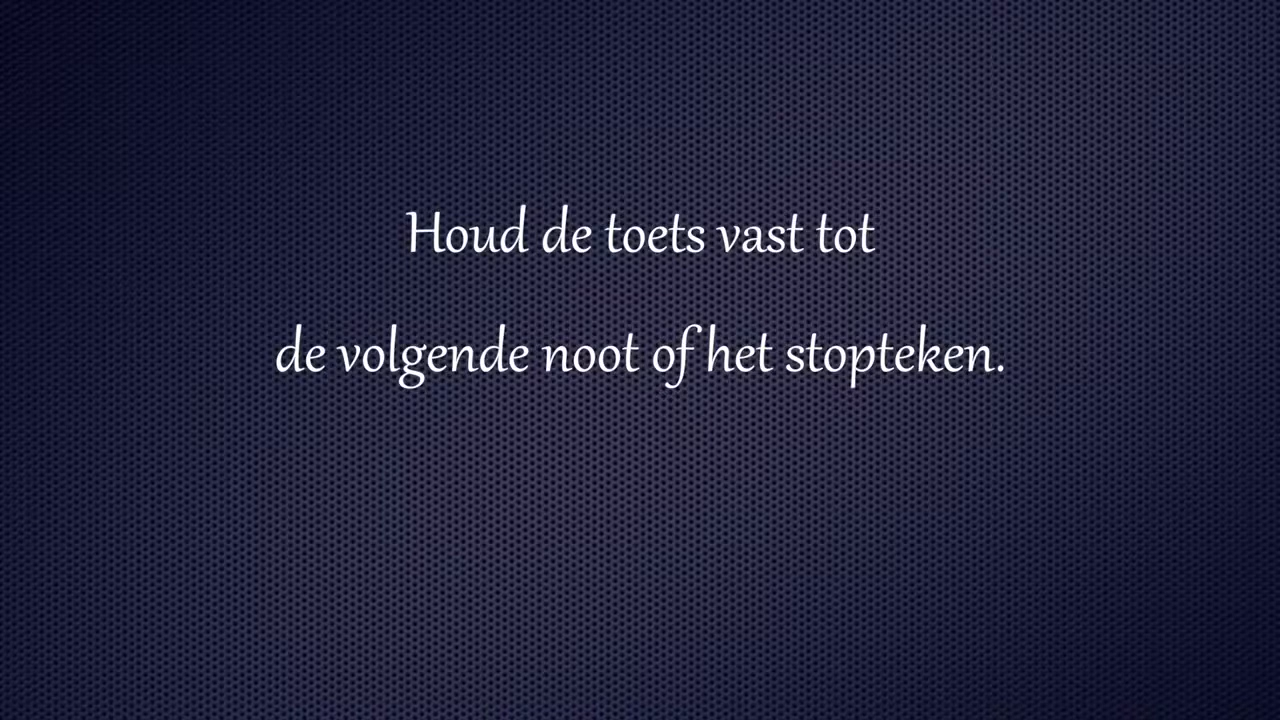 Houd de toets vast tot
de volgende noot of het stopteken.